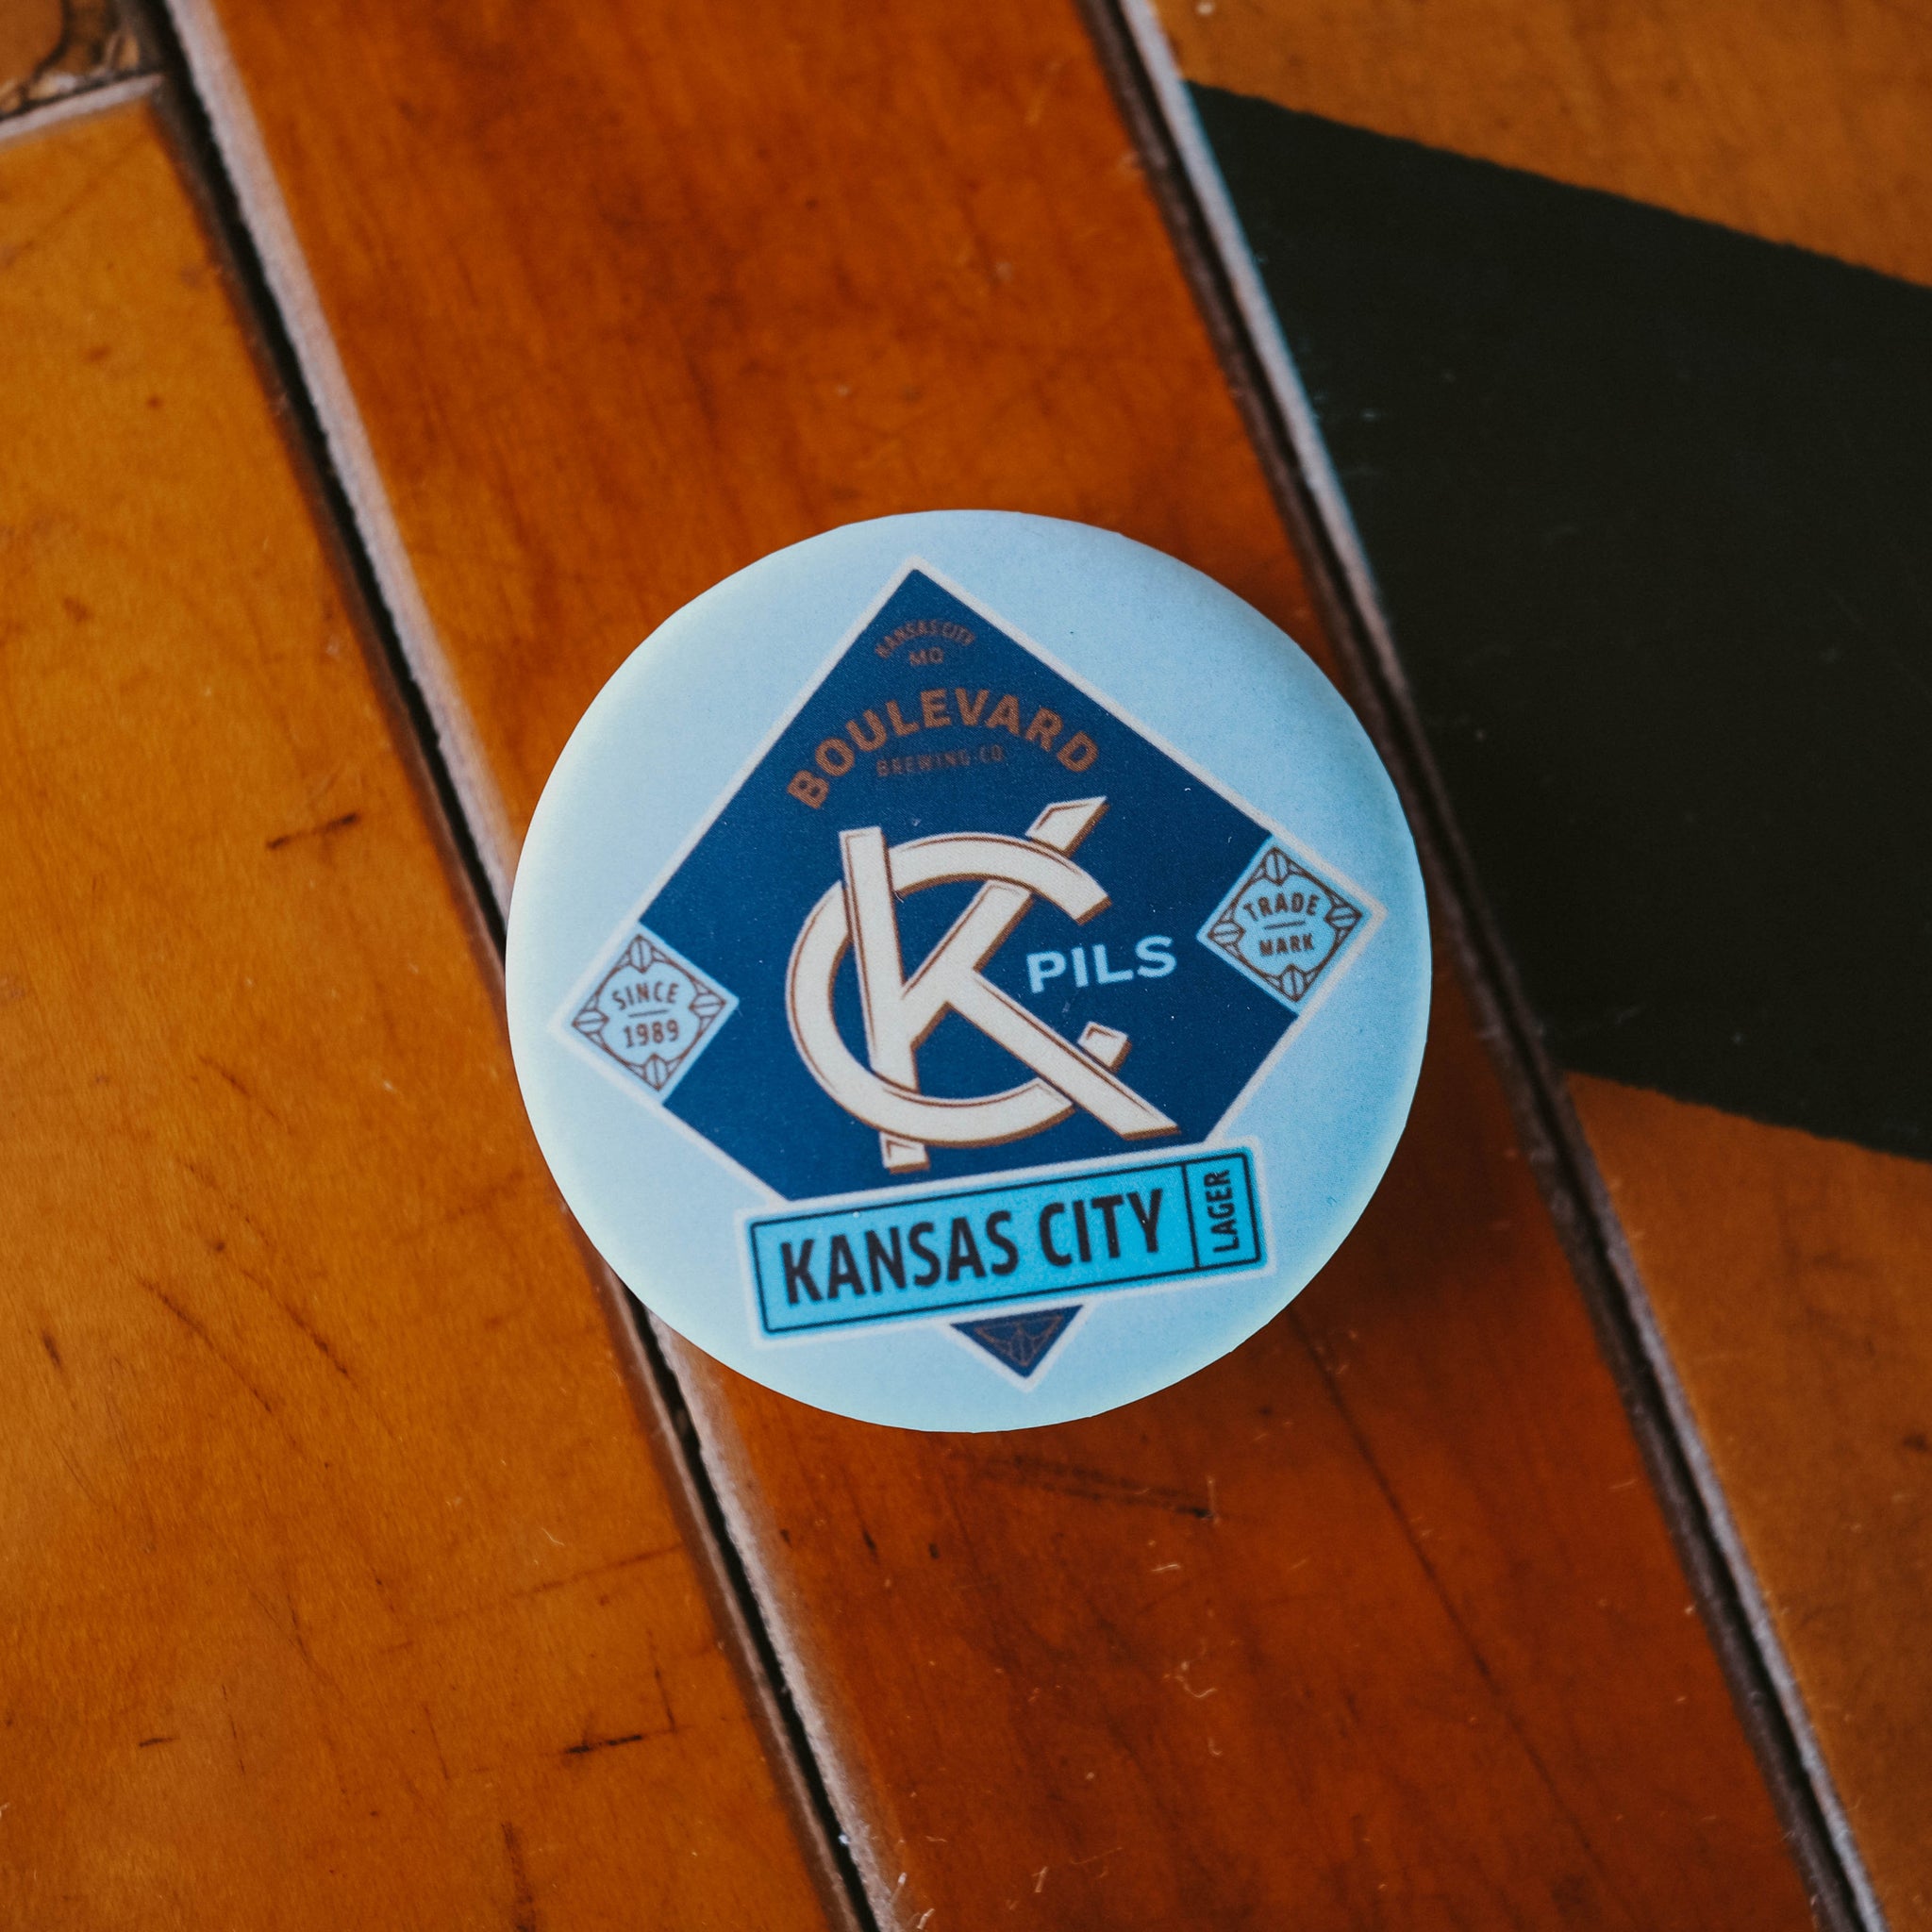 KANSAS CITY
MO
BOULEVARD
BREWING CO.
KC
PILS
TRADE
MARK
SINCE
1989
KANSAS CITY
LAGER